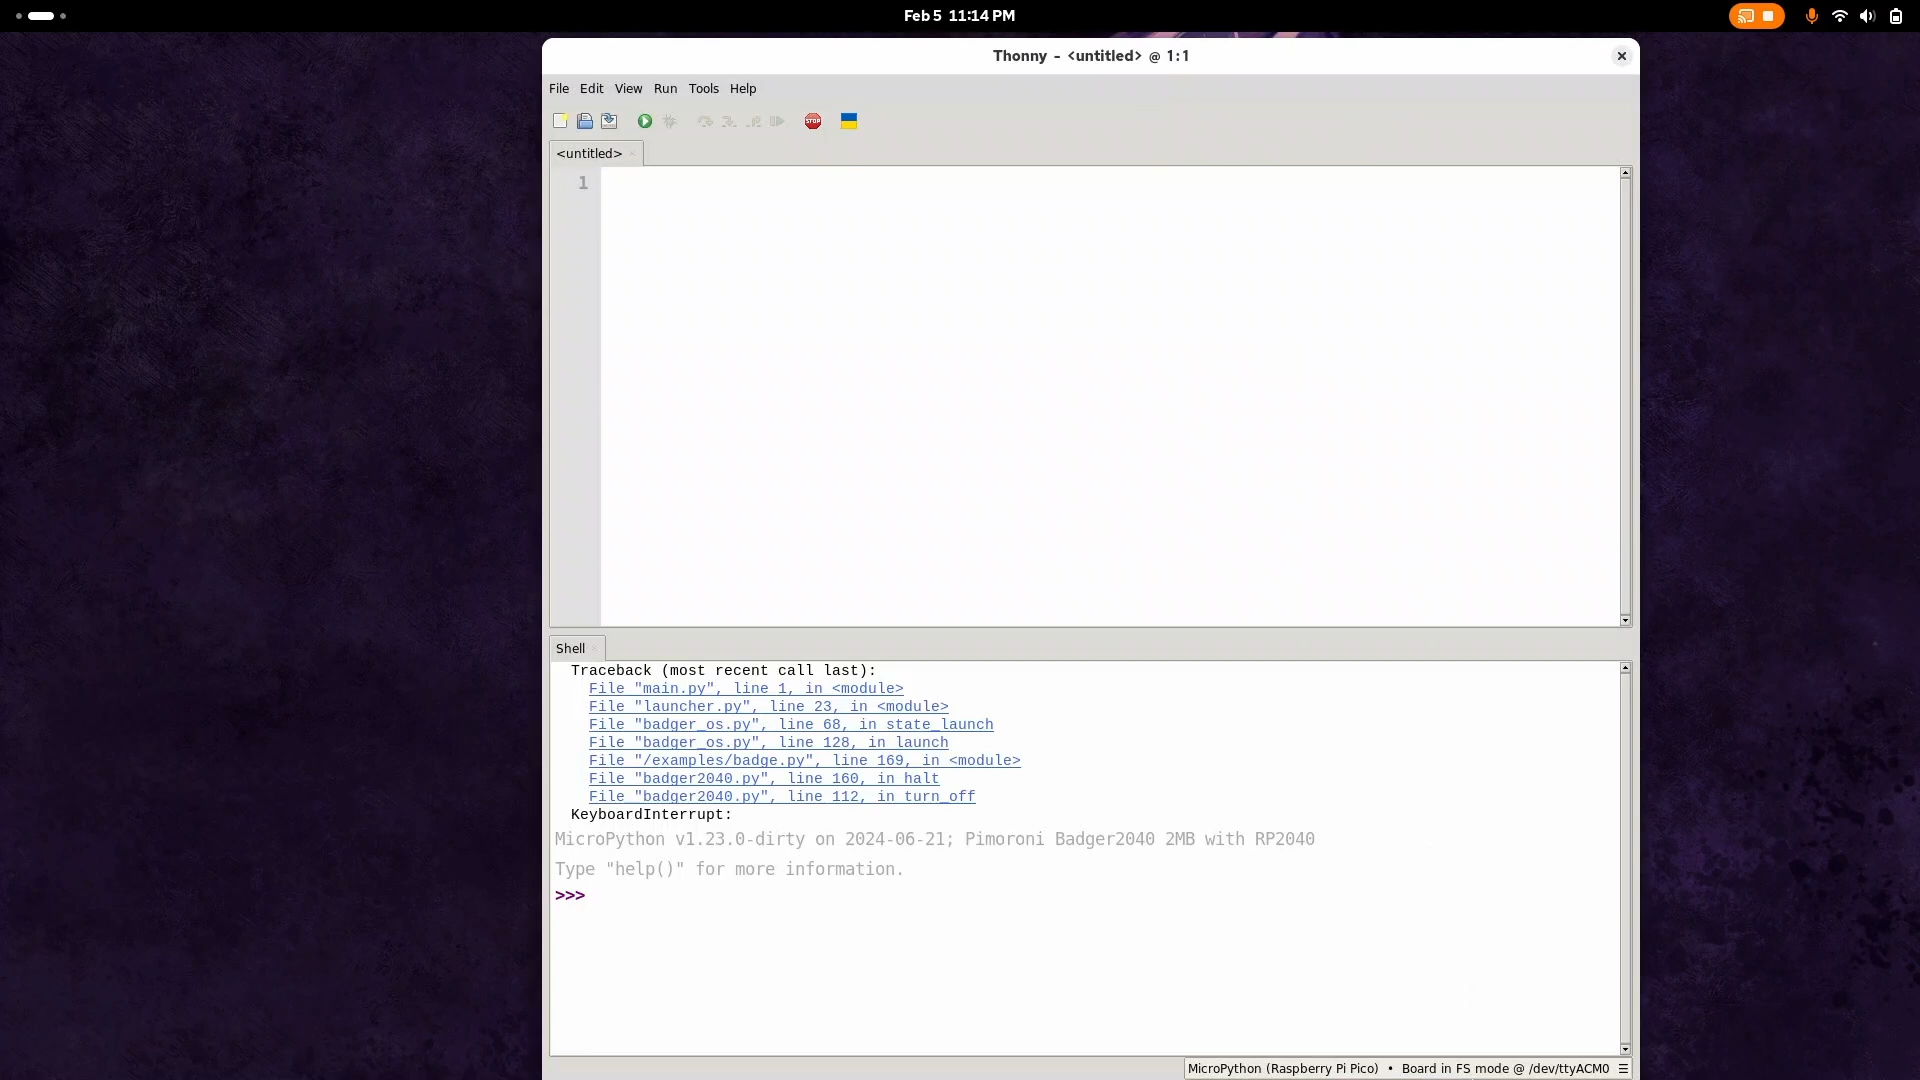 Feb 5 11:14 PM
Thonny - <untitled> @ 1:1
File Edit View Run Tools Help
STOP
<untitled>
1
Shell
Traceback (most recent call last):
File "main.py", line 1, in <module>
File "launcher.py", line 23, in <module>
File "badger_os.py", line 68, in state_launch
File "badger_os.py", line 128, in launch
File "/examples/badge.py", line 169, in <module>
File "badger2040.py", line 160, in halt
File "badger2040.py", line 112, in turn_off
KeyboardInterrupt:
MicroPython v1.23.0-dirty on 2024-06-21; Pimoroni Badger2040 2MB with RP2040
Type "help()" for more information.
>>>
MicroPython (Raspberry Pi Pico) • Board in FS mode @ /dev/ttyACM0 ☰